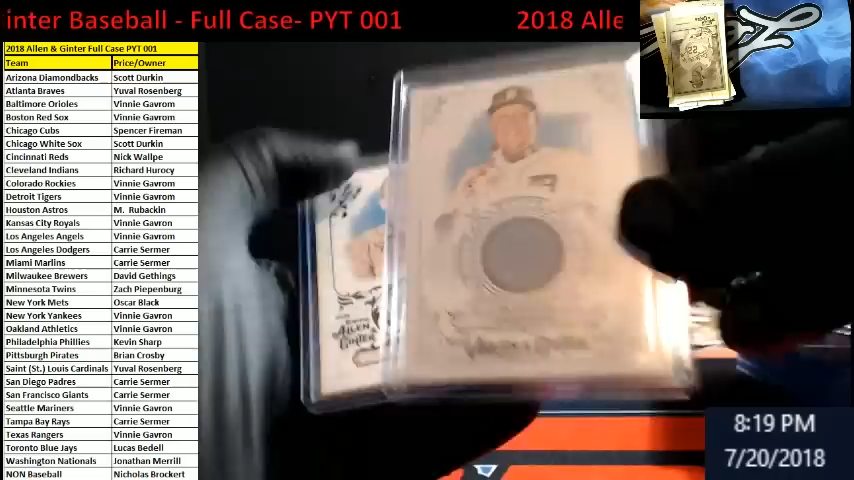 inter Baseball - Full Case- PYT 001 2018 Alle
2018 Allen & Ginter Full Case PYT 001
Team Price/Owner
Arizona Diamondbacks Scott Durkin
Atlanta Braves Yuval Rosenberg
Baltimore Orioles Vinnie Gavrom
Boston Red Sox Vinnie Gavrom
Chicago Cubs Spencer Fireman
Chicago White Sox Scott Durkin
Cincinnati Reds Nick Wallpe
Cleveland Indians Richard Hurocy
Colorado Rockies Vinnie Gavrom
Detroit Tigers Vinnie Gavrom
Houston Astros M. Rubackin
Kansas City Royals Vinnie Gavron
Los Angeles Angels Vinnie Gavrom
Los Angeles Dodgers Carrie Sermer
Miami Marlins Carrie Sermer
Milwaukee Brewers David Gethings
Minnesota Twins Zach Piepenburg
New York Mets Oscar Black
New York Yankees Vinnie Gavron
Oakland Athletics Vinnie Gavron
Philadelphia Phillies Kevin Sharp
Pittsburgh Pirates Brian Crosby
Saint (St.) Louis Cardinals Yuval Rosenberg
San Diego Padres Carrie Sermer
San Francisco Giants Carrie Sermer
Seattle Mariners Vinnie Gavron
Tampa Bay Rays Carrie Sermer
Texas Rangers Vinnie Gavron
Toronto Blue Jays Lucas Bedell
Washington Nationals Jonathan Merrill
NON Baseball Nicholas Brockert
Allen
Ginter
8:19 PM
7/20/2018